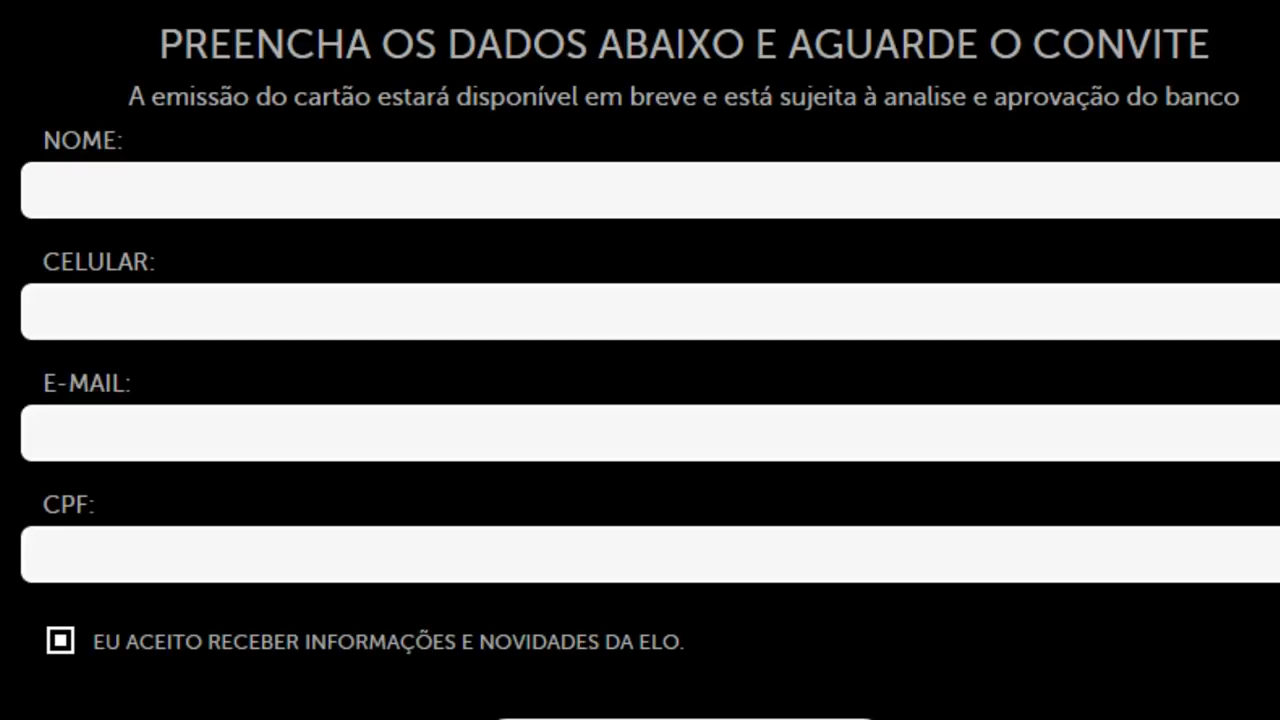 PREENCHA OS DADOS ABAIXO E AGUARDE O CONVITE
A emissão do cartão estará disponível em breve e está sujeita à analise e aprovação do banco
NOME:
CELULAR:
E-MAIL:
CPF:
EU ACEITO RECEBER INFORMAÇÕES E NOVIDADES DA ELO.